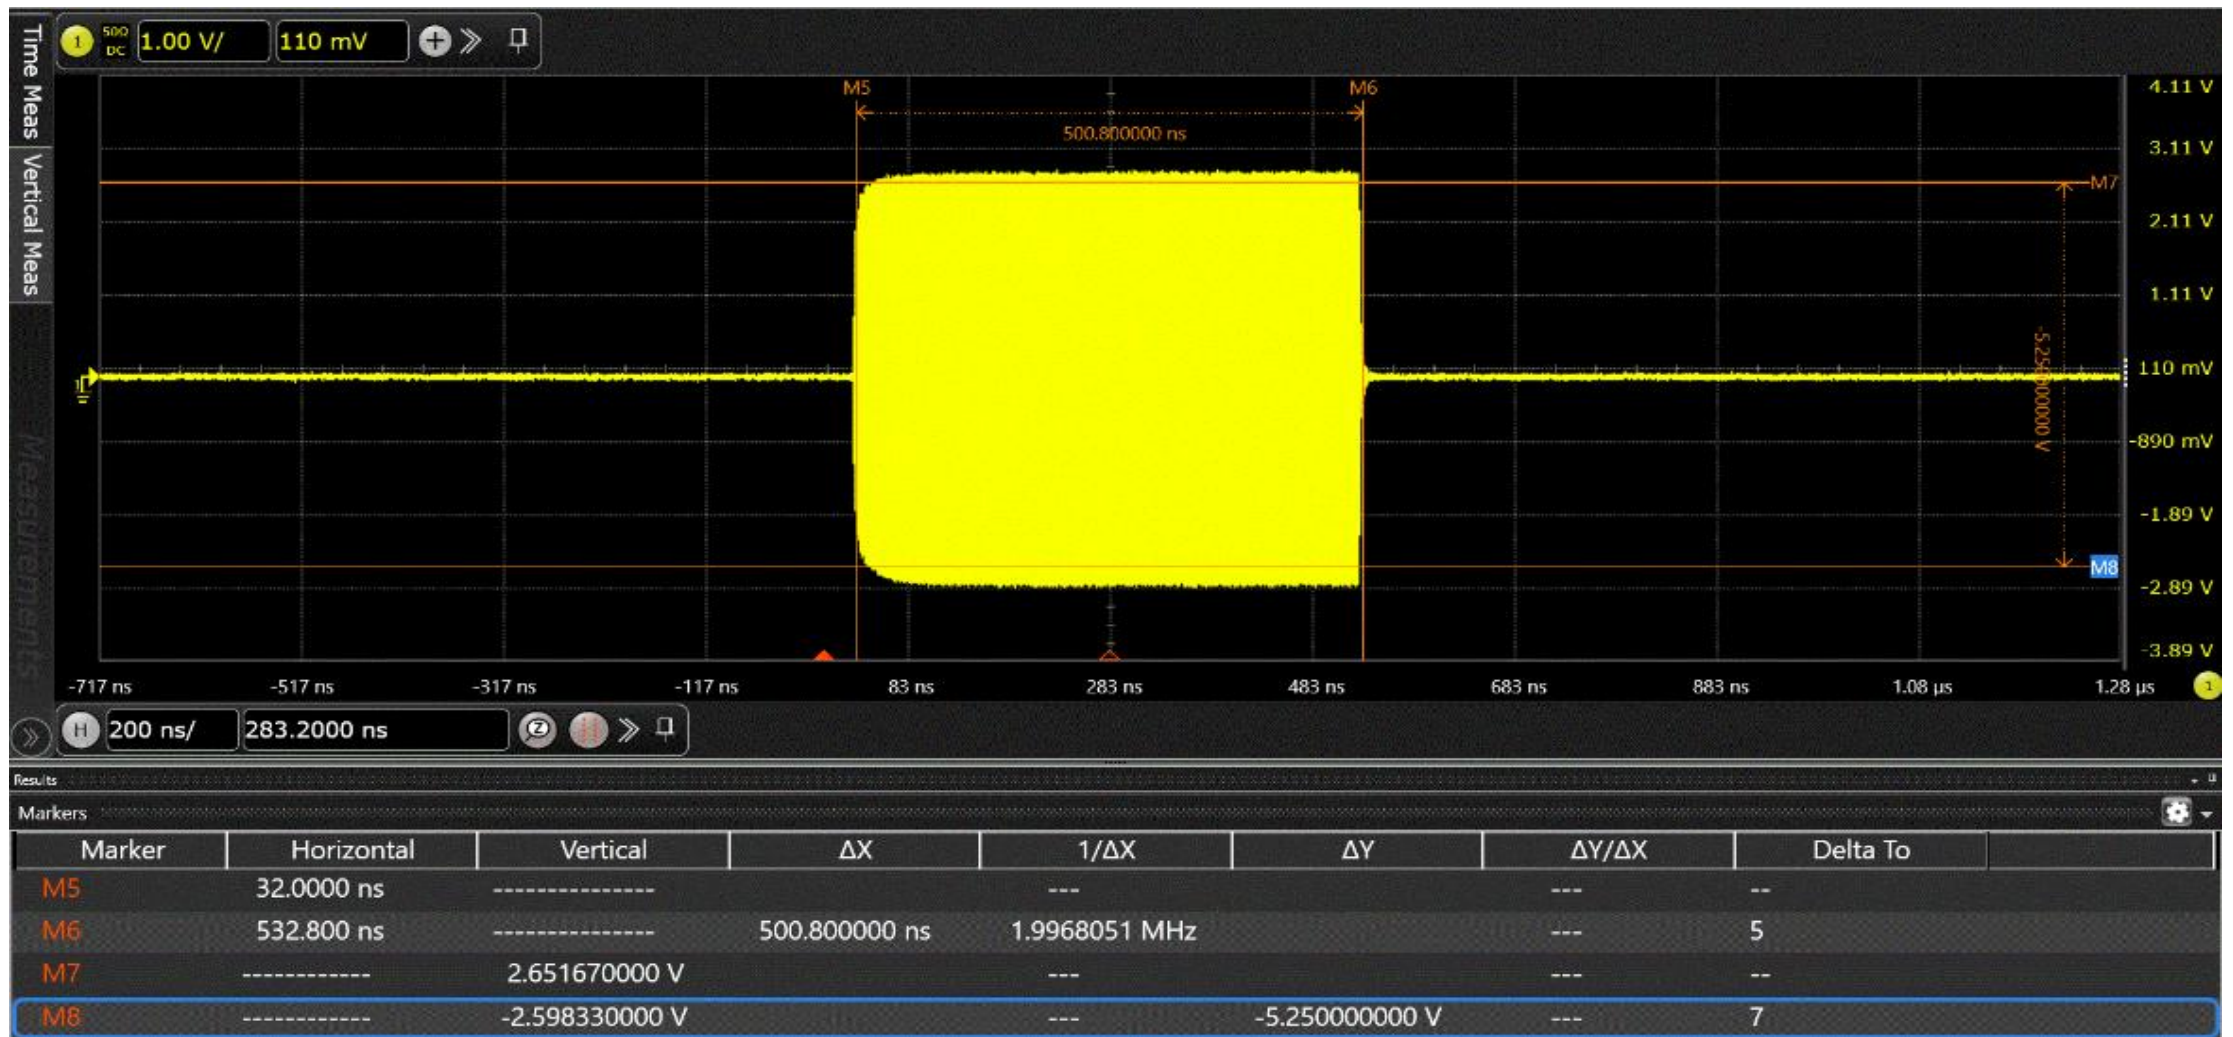 Time Meas
Vertical Meas
Measurements
1 50Ω DC 1.00 V/ 110 mV
M5 M6
500.800000 ns
M7
M8
-5.250000000 V
4.11 V
3.11 V
2.11 V
1.11 V
110 mV
-890 mV
-1.89 V
-2.89 V
-3.89 V
-717 ns -517 ns -317 ns -117 ns 83 ns 283 ns 483 ns 683 ns 883 ns 1.08 µs 1.28 µs 1
H 200 ns/ 283.2000 ns Z
Results
Markers
Marker Horizontal Vertical ΔX 1/ΔX ΔY ΔY/ΔX Delta To
M5 32.0000 ns --------------- --- --- --
M6 532.800 ns --------------- 500.800000 ns 1.9968051 MHz --- 5
M7 ------------ 2.651670000 V --- --- --
M8 ------------ -2.598330000 V --- -5.250000000 V --- 7